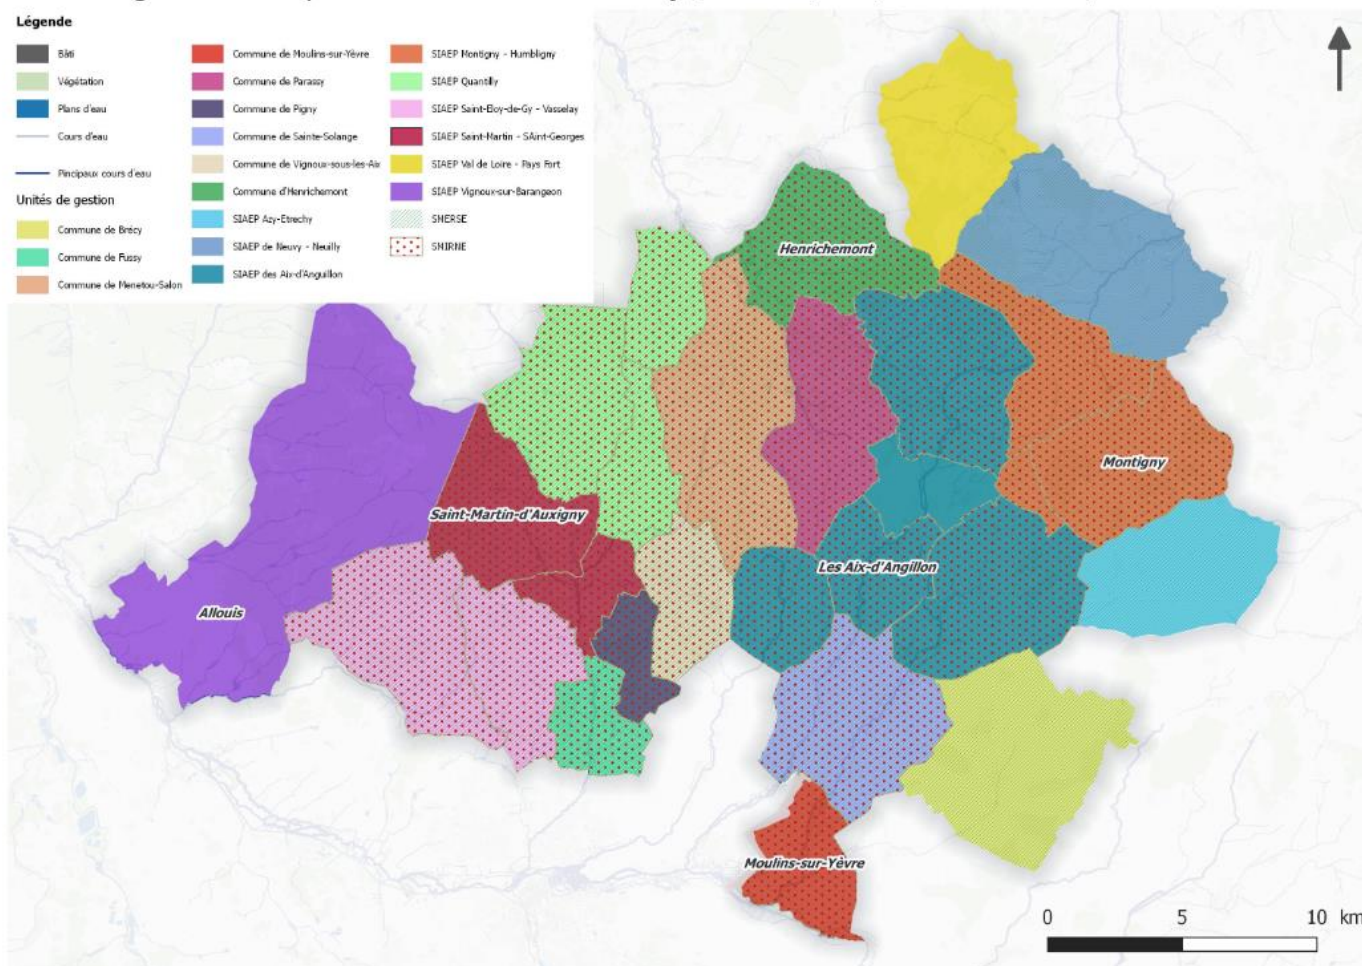 Légende
Bâti
Végétation
Plans d'eau
Cours d'eau
Pincipaux cours d'eau
Unités de gestion
Commune de Brécy
Commune de Fussy
Commune de Menetou-Salon
Commune de Moulins-sur-Yèvre
Commune de Parassy
Commune de Pigny
Commune de Sainte-Solange
Commune de Vignoux-sous-les-Aix
Commune d'Henrichemont
SIAEP Azy-Etrechy
SIAEP de Neuvy - Neuilly
SIAEP des Aix-d'Anguillon
SIAEP Montigny - Humbligny
SIAEP Quantilly
SIAEP Saint-Eloy-de-Gy - Vasselay
SIAEP Saint-Martin - SAint-Georges
SIAEP Val de Loire - Pays Fort
SIAEP Vignoux-sur-Barangeon
SMERSE
SMIRNE
Henrichemont
Montigny
Saint-Martin-d'Auxigny
Les Aix-d'Angillon
Allouis
Moulins-sur-Yèvre
0 5 10 km